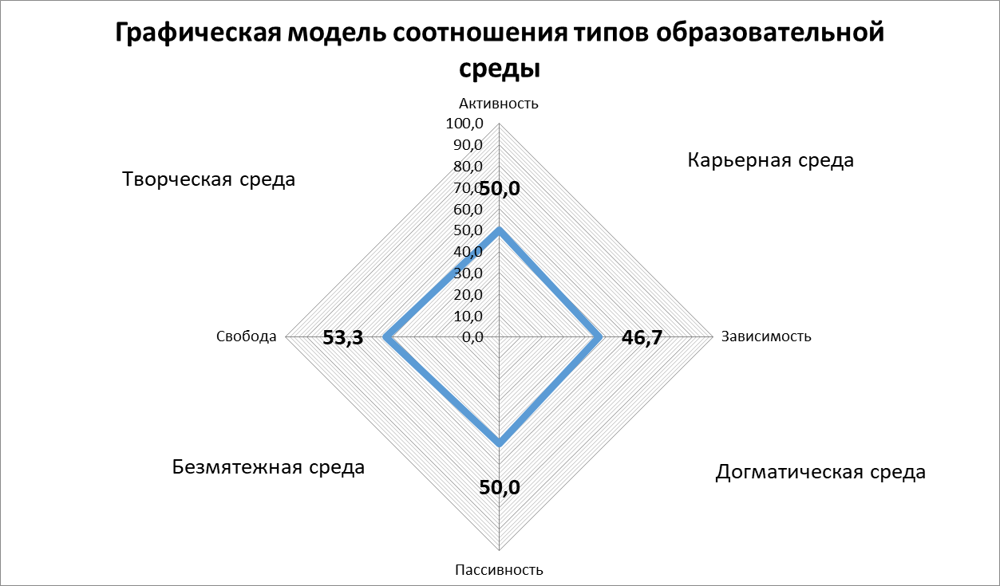 Графическая модель соотношения типов образовательной
среды
Активность
100,0
90,0
80,0
70,0
60,0
50,0
40,0
30,0
20,0
10,0
0,0
50,0
Творческая среда
Карьерная среда
Свобода
53,3
46,7
Зависимость
Безмятежная среда
Догматическая среда
50,0
Пассивность